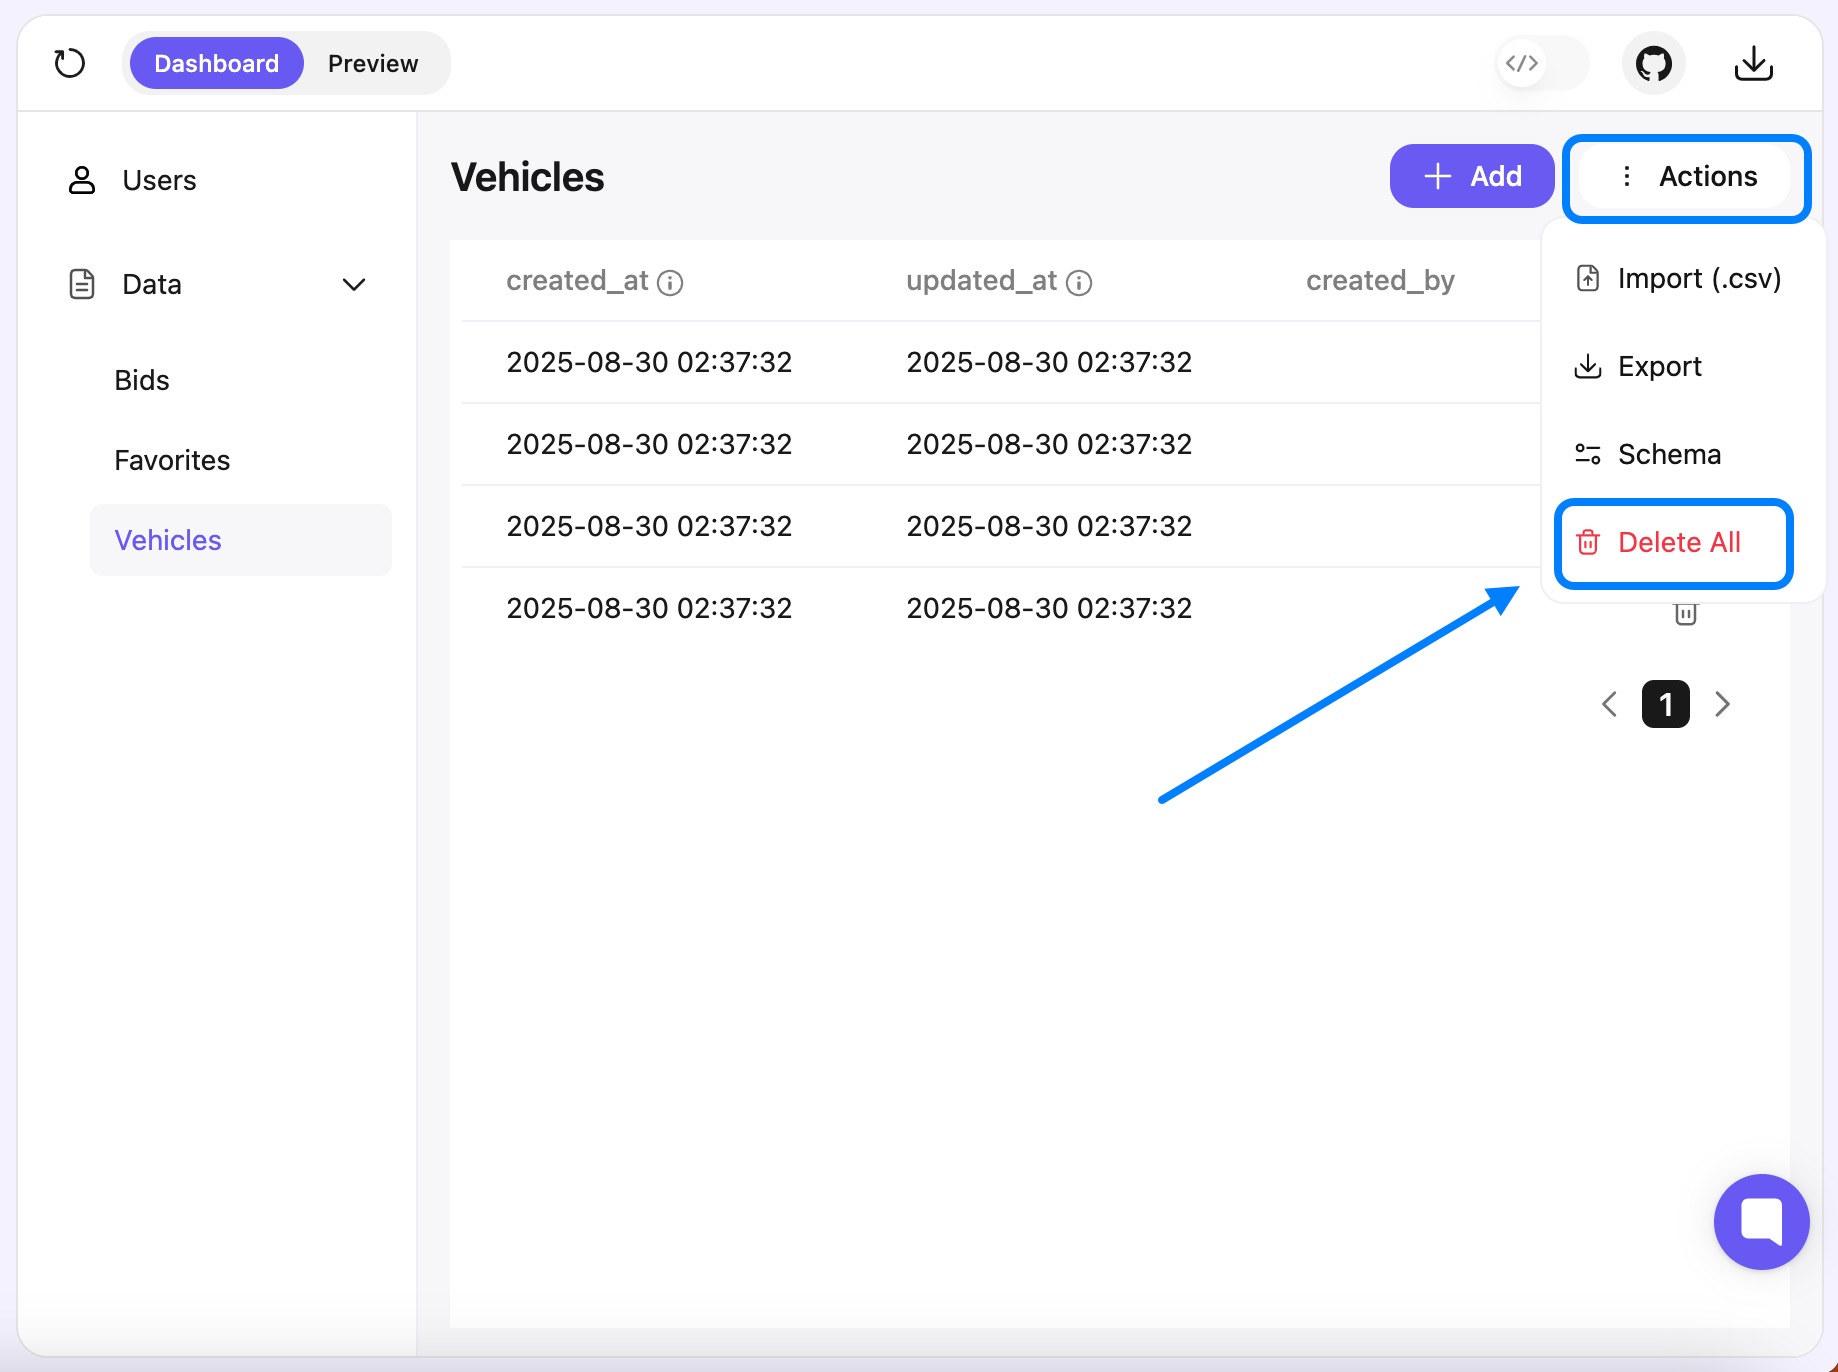 Dashboard Preview </>
Users
Data
Bids
Favorites
Vehicles
Vehicles
+ Add
Actions
created_at updated_at created_by
2025-08-30 02:37:32 2025-08-30 02:37:32
2025-08-30 02:37:32 2025-08-30 02:37:32
2025-08-30 02:37:32 2025-08-30 02:37:32
2025-08-30 02:37:32 2025-08-30 02:37:32
Import (.csv)
Export
Schema
Delete All
1